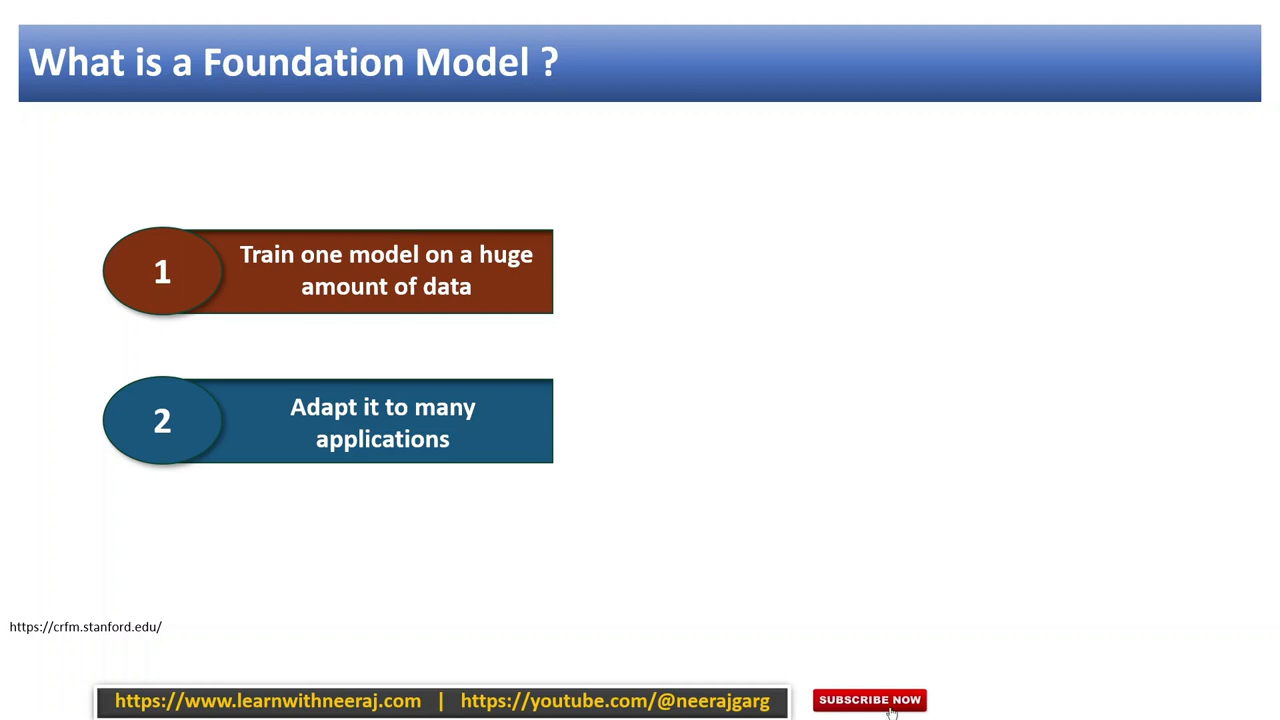 What is a Foundation Model ?
1
Train one model on a huge
amount of data
2
Adapt it to many
applications
https://crfm.stanford.edu/
https://www.learnwithneeraj.com | https://youtube.com/@neerajgarg
SUBSCRIBE NOW